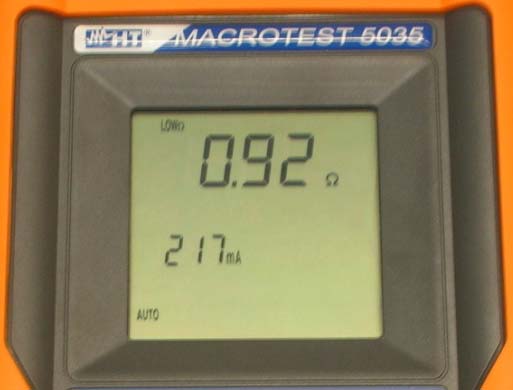 HT® MACROTEST 5035
LOWΩ
0.92 Ω
217 mA
AUTO